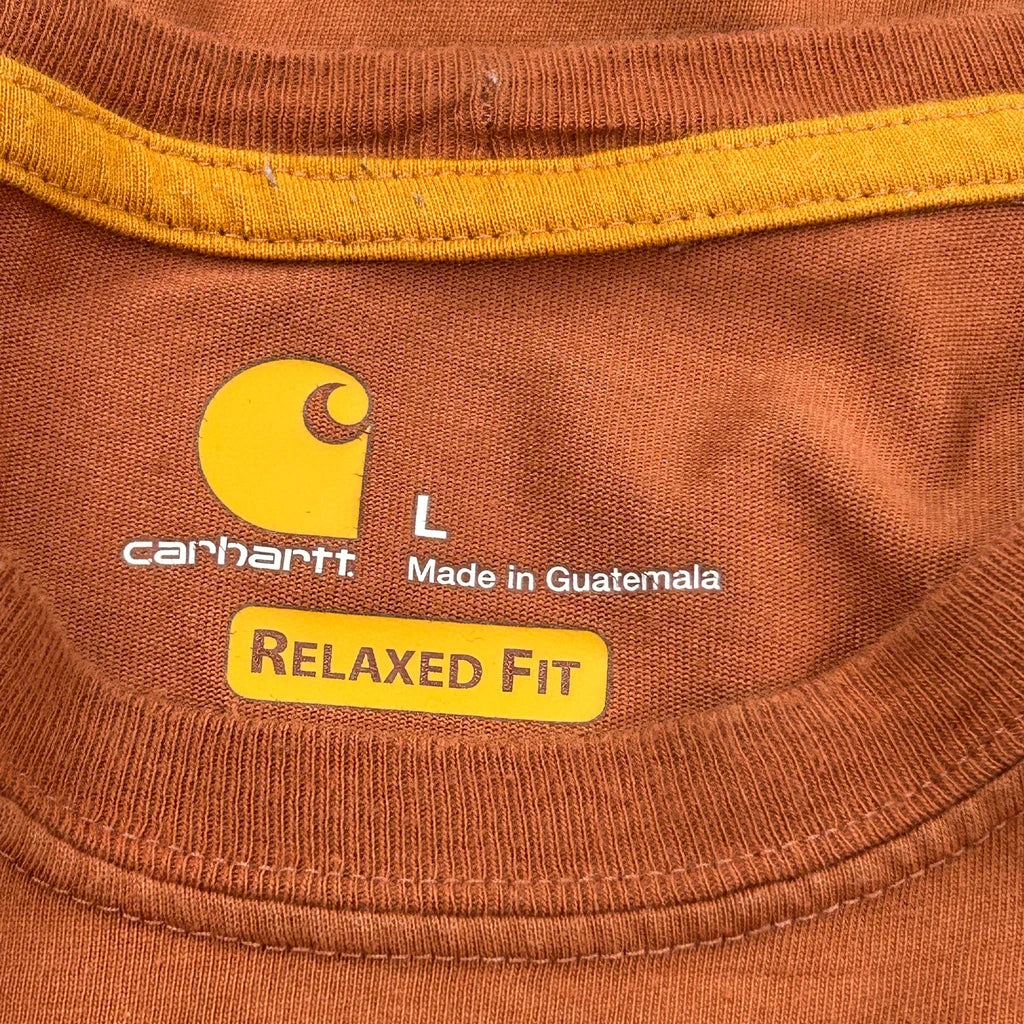 L
carhartt.
Made in Guatemala
RELAXED FIT